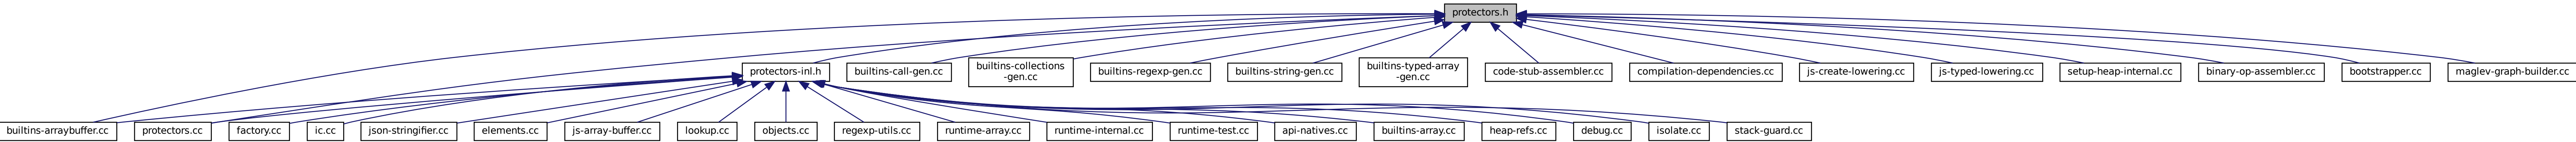 protectors.h
protectors-inl.h
builtins-call-gen.cc
builtins-collections
-gen.cc
builtins-regexp-gen.cc
builtins-string-gen.cc
builtins-typed-array
-gen.cc
code-stub-assembler.cc
compilation-dependencies.cc
js-create-lowering.cc
js-typed-lowering.cc
setup-heap-internal.cc
binary-op-assembler.cc
bootstrapper.cc
maglev-graph-builder.cc
builtins-arraybuffer.cc
protectors.cc
factory.cc
ic.cc
json-stringifier.cc
elements.cc
js-array-buffer.cc
lookup.cc
objects.cc
regexp-utils.cc
runtime-array.cc
runtime-internal.cc
runtime-test.cc
api-natives.cc
builtins-array.cc
heap-refs.cc
debug.cc
isolate.cc
stack-guard.cc